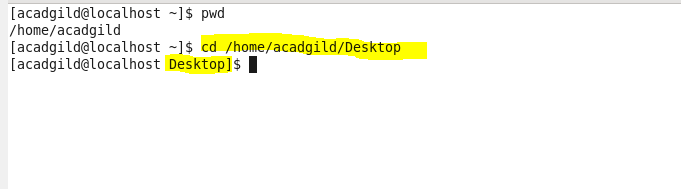 [acadgild@localhost ~]$ pwd
/home/acadgild
[acadgild@localhost ~]$ cd /home/acadgild/Desktop
[acadgild@localhost Desktop]$